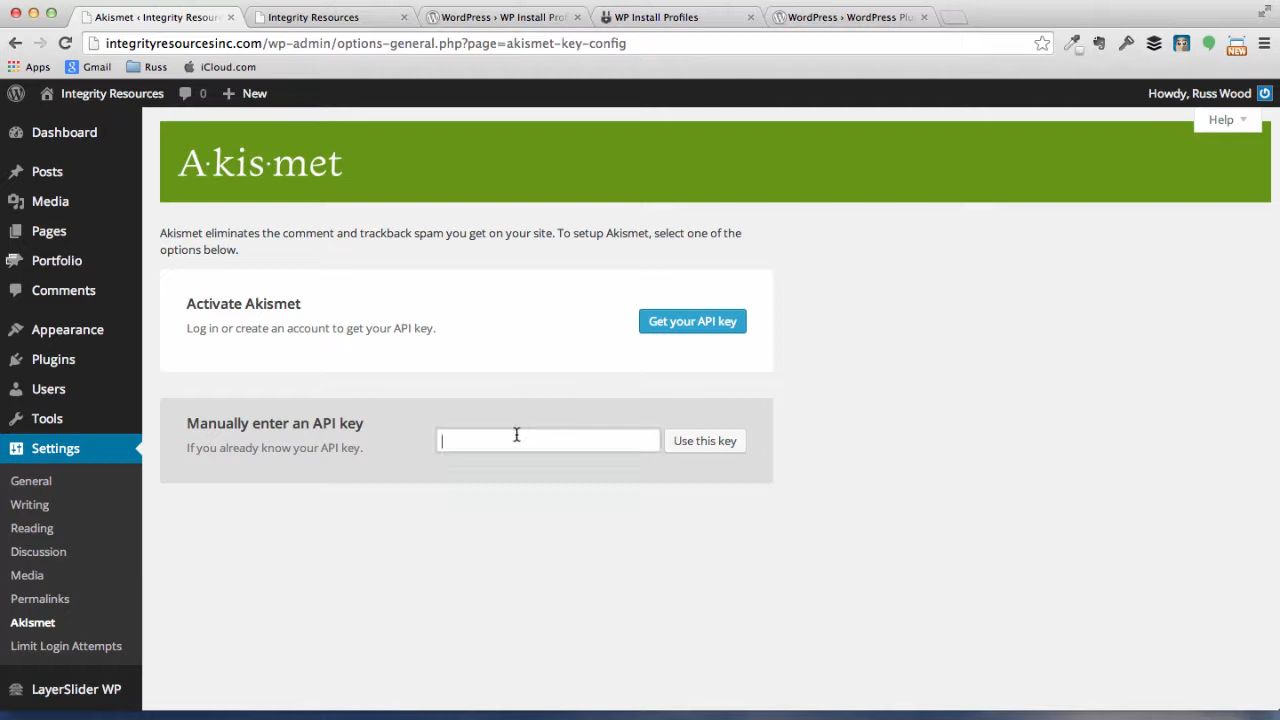 Akismet ‹ Integrity Resour
Integrity Resources
WordPress › WP Install Prof
WP Install Profiles
WordPress › WordPress Plu
integrityresourcesinc.com/wp-admin/options-general.php?page=akismet-key-config
NEW
Apps
Gmail
Russ
iCloud.com
Integrity Resources
0
New
Howdy, Russ Wood
Help
Dashboard
Posts
Media
Pages
Portfolio
Comments
Appearance
Plugins
Users
Tools
Settings
General
Writing
Reading
Discussion
Media
Permalinks
Akismet
Limit Login Attempts
LayerSlider WP
A·kis·met
Akismet eliminates the comment and trackback spam you get on your site. To setup Akismet, select one of the
options below.
Activate Akismet
Log in or create an account to get your API key.
Get your API key
Manually enter an API key
If you already know your API key.
Use this key